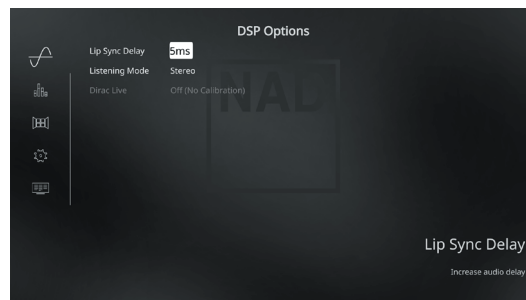 DSP Options
Lip Sync Delay 5ms
Listening Mode Stereo
Dirac Live Off (No Calibration)
NAD
Lip Sync Delay
Increase audio delay